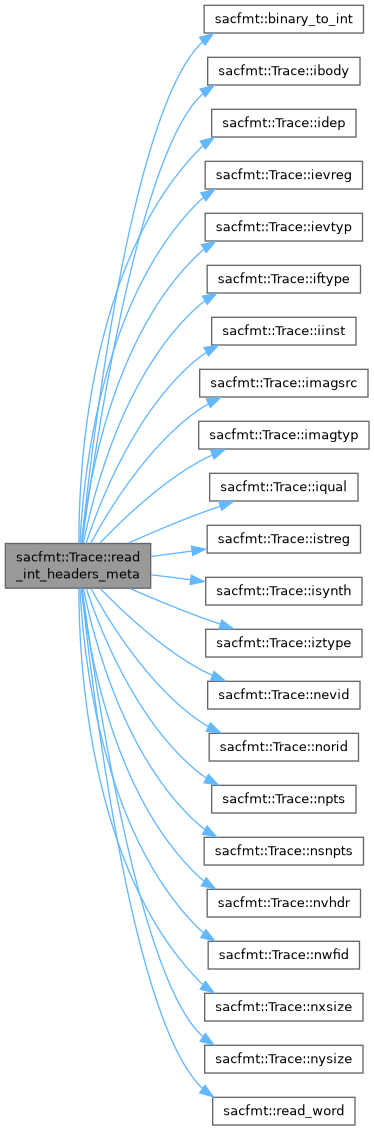 sacfmt::binary_to_int
sacfmt::Trace::ibody
sacfmt::Trace::idep
sacfmt::Trace::ievreg
sacfmt::Trace::ievtyp
sacfmt::Trace::iftype
sacfmt::Trace::iinst
sacfmt::Trace::imagsrc
sacfmt::Trace::imagtyp
sacfmt::Trace::iqual
sacfmt::Trace::read
_int_headers_meta
sacfmt::Trace::istreg
sacfmt::Trace::isynth
sacfmt::Trace::iztype
sacfmt::Trace::nevid
sacfmt::Trace::norid
sacfmt::Trace::npts
sacfmt::Trace::nsnpts
sacfmt::Trace::nvhdr
sacfmt::Trace::nwfid
sacfmt::Trace::nxsize
sacfmt::Trace::nysize
sacfmt::read_word